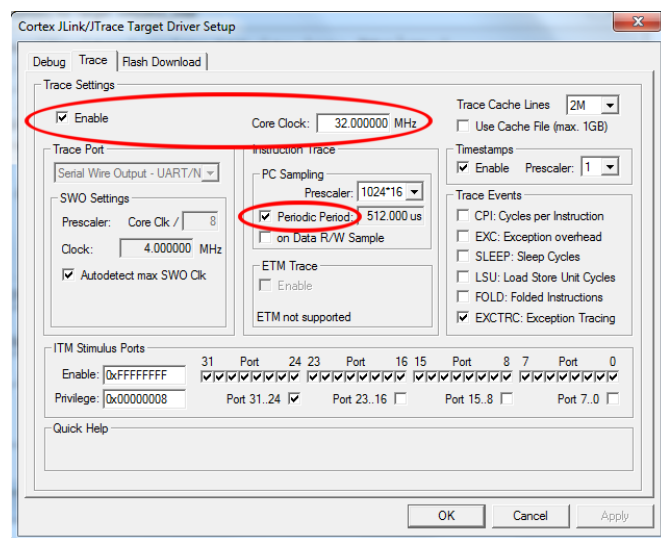 Cortex JLink/JTrace Target Driver Setup
x
Debug Trace Flash Download
Trace Settings
Enable
Core Clock: 32.000000 MHz
Trace Cache Lines 2M
Use Cache File (max. 1GB)
Trace Port
Serial Wire Output - UART/N
SWO Settings
Prescaler: Core Clk / 8
Clock: 4.000000 MHz
Autodetect max SWO Clk
Instruction Trace
PC Sampling
Prescaler: 1024*16
Periodic Period: 512.000 us
on Data R/W Sample
ETM Trace
Enable
ETM not supported
Timestamps
Enable Prescaler: 1
Trace Events
CPI: Cycles per Instruction
EXC: Exception overhead
SLEEP: Sleep Cycles
LSU: Load Store Unit Cycles
FOLD: Folded Instructions
EXCTRC: Exception Tracing
ITM Stimulus Ports
31 Port 24 23 Port 16 15 Port 8 7 Port 0
Enable: 0xFFFFFFFF
Privilege: 0x00000008 Port 31..24 Port 23..16 Port 15..8 Port 7..0
Quick Help
OK Cancel Apply